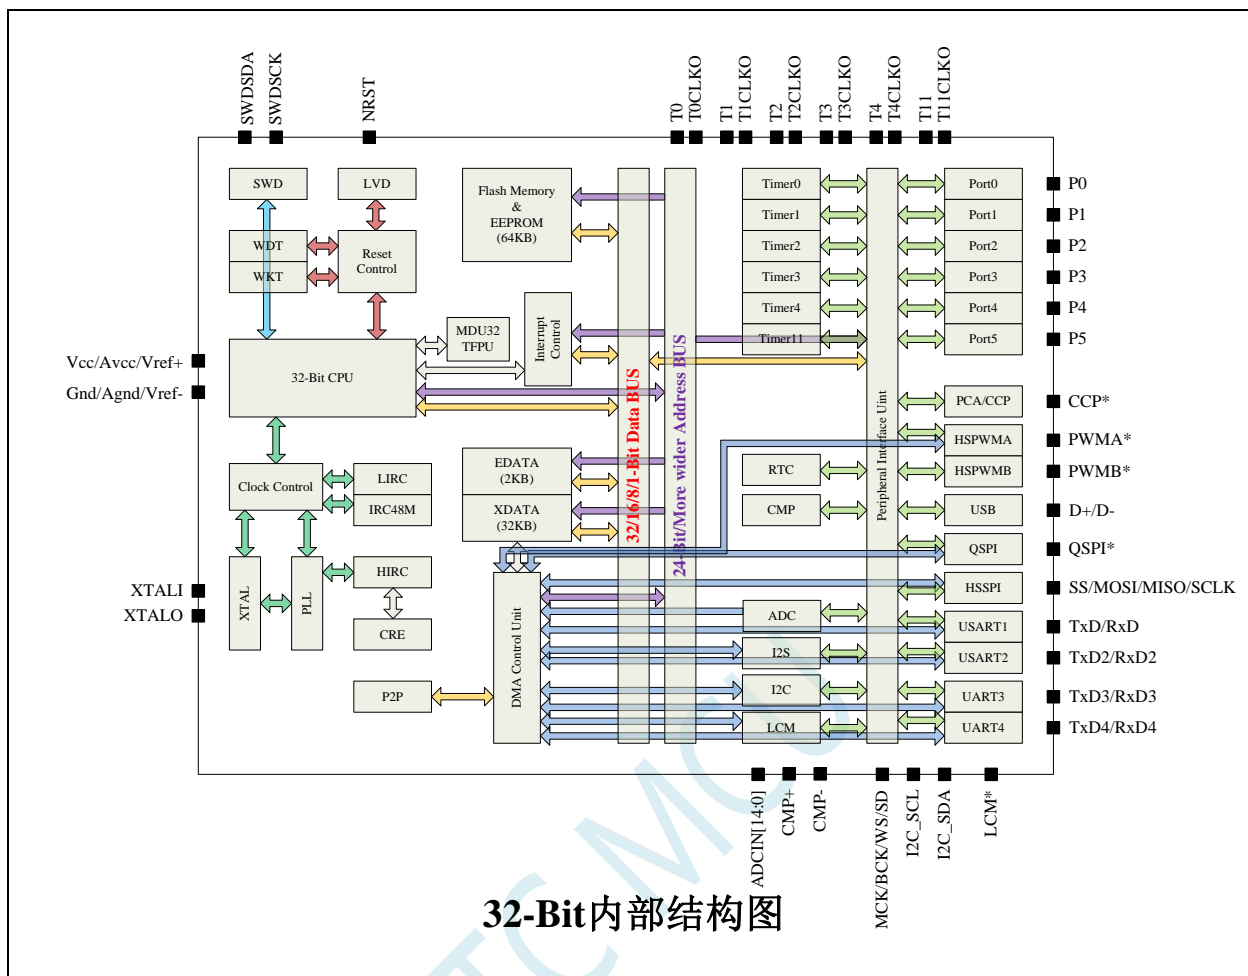 SWDSDA
SWDSCK
NRST
T0
T0CLKO
T1
T1CLKO
T2
T2CLKO
T3
T3CLKO
T4
T4CLKO
T11
T11CLKO
SWD
LVD
WDT
WKT
Reset
Control
Flash Memory
&
EEPROM
(64KB)
Timer0
Timer1
Timer2
Timer3
Timer4
Timer11
Port0
Port1
Port2
Port3
Port4
Port5
P0
P1
P2
P3
P4
P5
Vcc/Avcc/Vref+
Gnd/Agnd/Vref-
32-Bit CPU
MDU32
TFPU
Interrupt
Control
32/16/8/1-Bit Data BUS
24-Bit/More wider Address BUS
Peripheral Interface Uint
PCA/CCP
HSPWMA
HSPWMB
USB
QSPI
HSSPI
USART1
USART2
UART3
UART4
CCP*
PWMA*
PWMB*
D+/D-
QSPI*
SS/MOSI/MISO/SCLK
TxD/RxD
TxD2/RxD2
TxD3/RxD3
TxD4/RxD4
Clock Control
LIRC
IRC48M
EDATA
(2KB)
XDATA
(32KB)
RTC
CMP
XTALI
XTALO
XTAL
PLL
HIRC
CRE
P2P
DMA Control Unit
ADC
I2S
I2C
LCM
ADCIN[14:0]
CMP+
CMP-
MCK/BCK/WS/SD
I2C_SCL
I2C_SDA
LCM*
32-Bit内部结构图
TC MCU